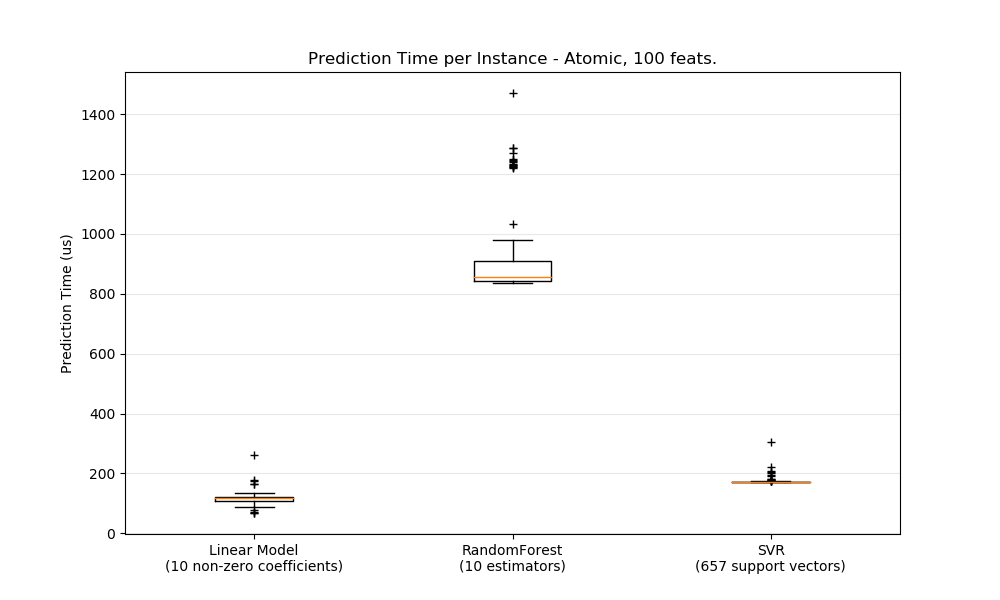 Prediction Time per Instance - Atomic, 100 feats.
Prediction Time (us)
1400
1200
1000
800
600
400
200
0
Linear Model
(10 non-zero coefficients)
RandomForest
(10 estimators)
SVR
(657 support vectors)